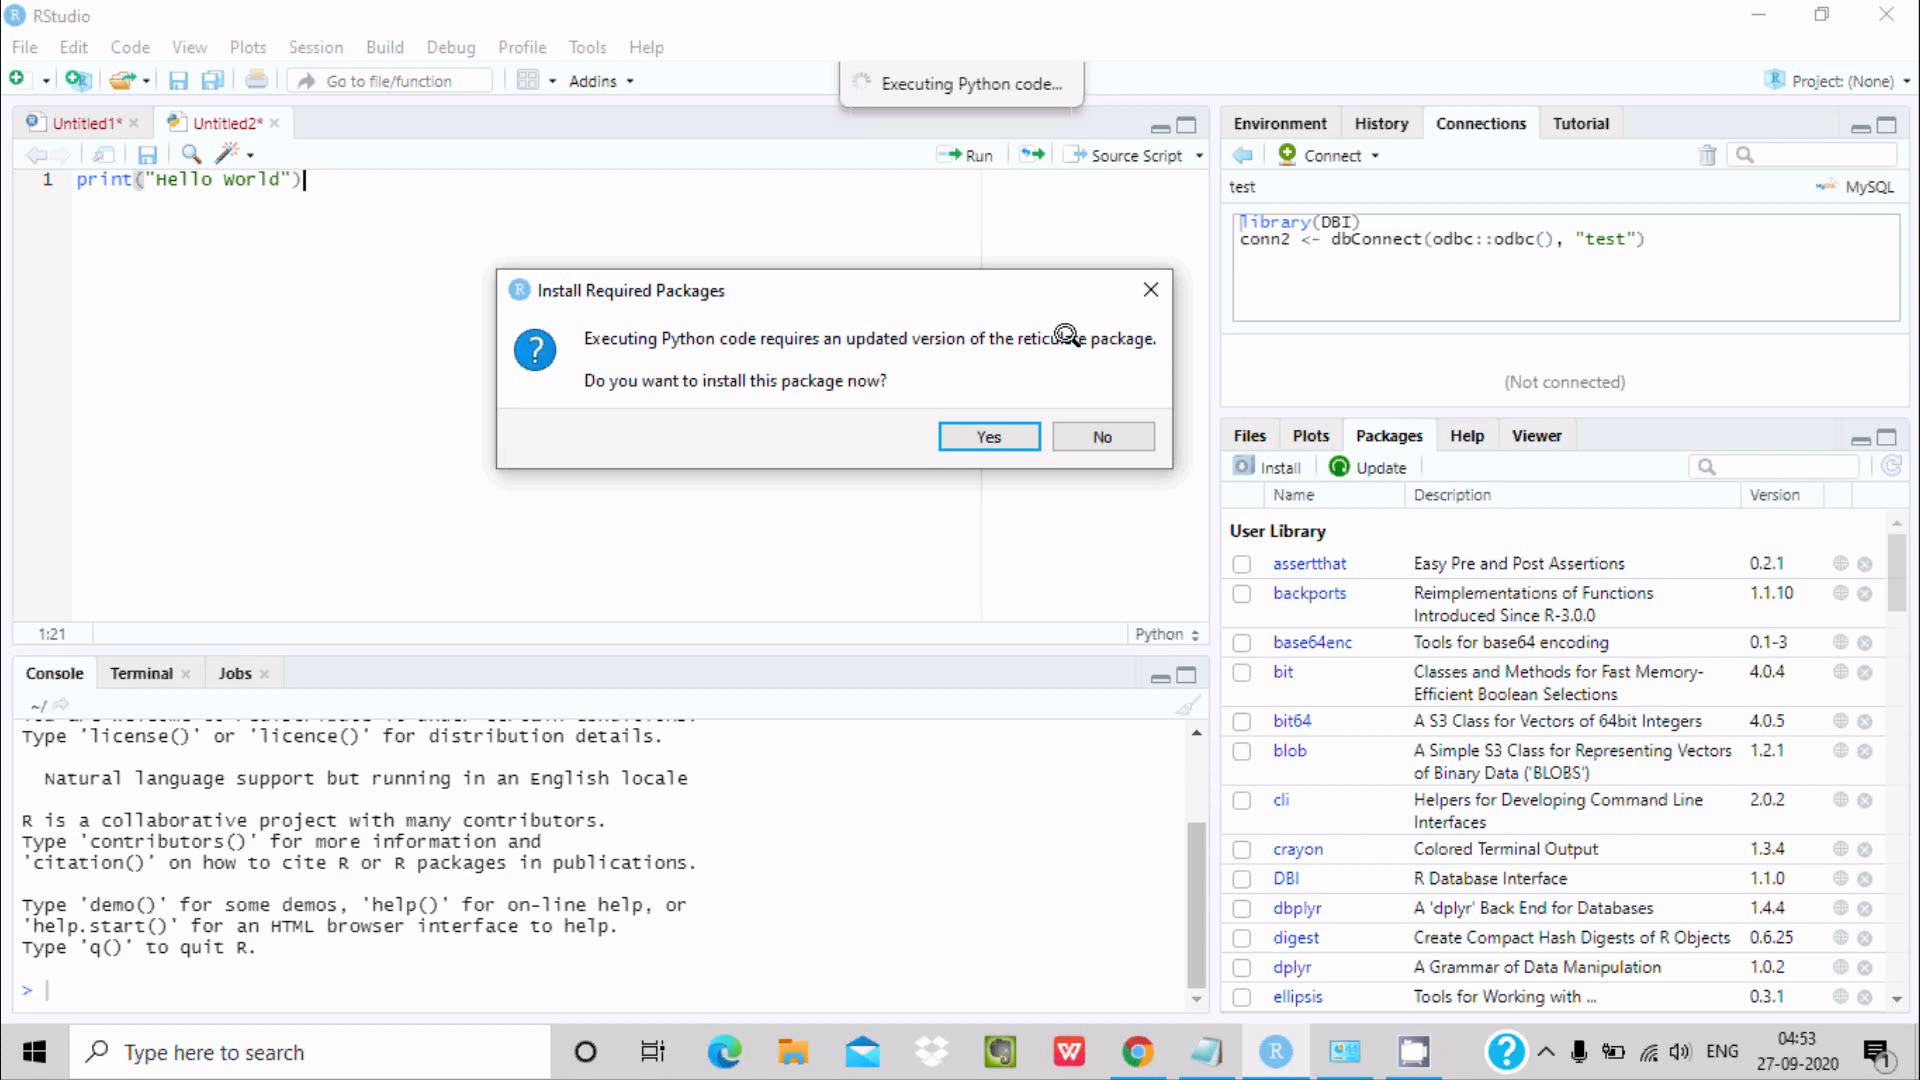 RStudio
File Edit Code View Plots Session Build Debug Profile Tools Help
Go to file/function Addins
Executing Python code...
Project: (None)
Untitled1* Untitled2*
Run Source Script
1 print("Hello World")
1:21 Python
Install Required Packages
Executing Python code requires an updated version of the reticulate package.
Do you want to install this package now?
Yes No
Console Terminal Jobs
~/
Type 'license()' or 'licence()' for distribution details.
Natural language support but running in an English locale
R is a collaborative project with many contributors.
Type 'contributors()' for more information and
'citation()' on how to cite R or R packages in publications.
Type 'demo()' for some demos, 'help()' for on-line help, or
'help.start()' for an HTML browser interface to help.
Type 'q()' to quit R.
>
Environment History Connections Tutorial
Connect
test MySQL
library(DBI)
conn2 <- dbConnect(odbc::odbc(), "test")
(Not connected)
Files Plots Packages Help Viewer
Install Update
Name Description Version
User Library
assertthat Easy Pre and Post Assertions 0.2.1
backports Reimplementations of Functions 1.1.10
Introduced Since R-3.0.0
base64enc Tools for base64 encoding 0.1-3
bit Classes and Methods for Fast Memory- 4.0.4
Efficient Boolean Selections
bit64 A S3 Class for Vectors of 64bit Integers 4.0.5
blob A Simple S3 Class for Representing Vectors 1.2.1
of Binary Data ('BLOBS')
cli Helpers for Developing Command Line 2.0.2
Interfaces
crayon Colored Terminal Output 1.3.4
DBI R Database Interface 1.1.0
dbplyr A 'dplyr' Back End for Databases 1.4.4
digest Create Compact Hash Digests of R Objects 0.6.25
dplyr A Grammar of Data Manipulation 1.0.2
ellipsis Tools for Working with ... 0.3.1
Type here to search
ENG
04:53
27-09-2020
1